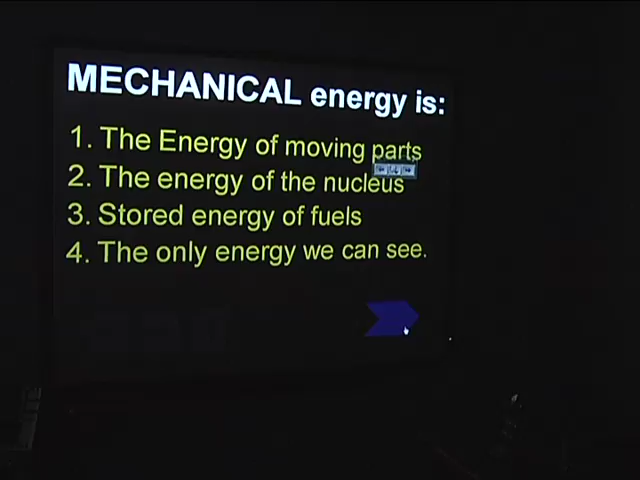 MECHANICAL energy is:
1. The Energy of moving parts
2. The energy of the nucleus
3. Stored energy of fuels
4. The only energy we can see.